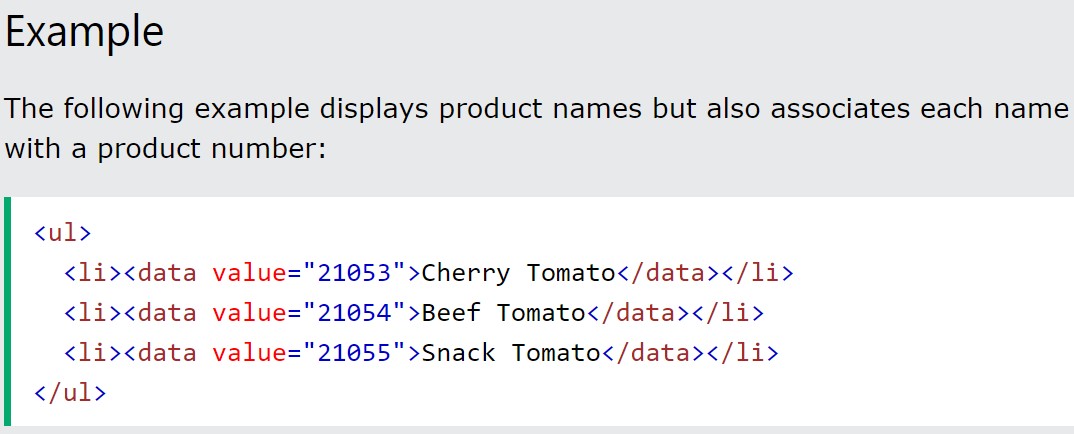 Example
The following example displays product names but also associates each name
with a product number:
<ul>
<li><data value="21053">Cherry Tomato</data></li>
<li><data value="21054">Beef Tomato</data></li>
<li><data value="21055">Snack Tomato</data></li>
</ul>